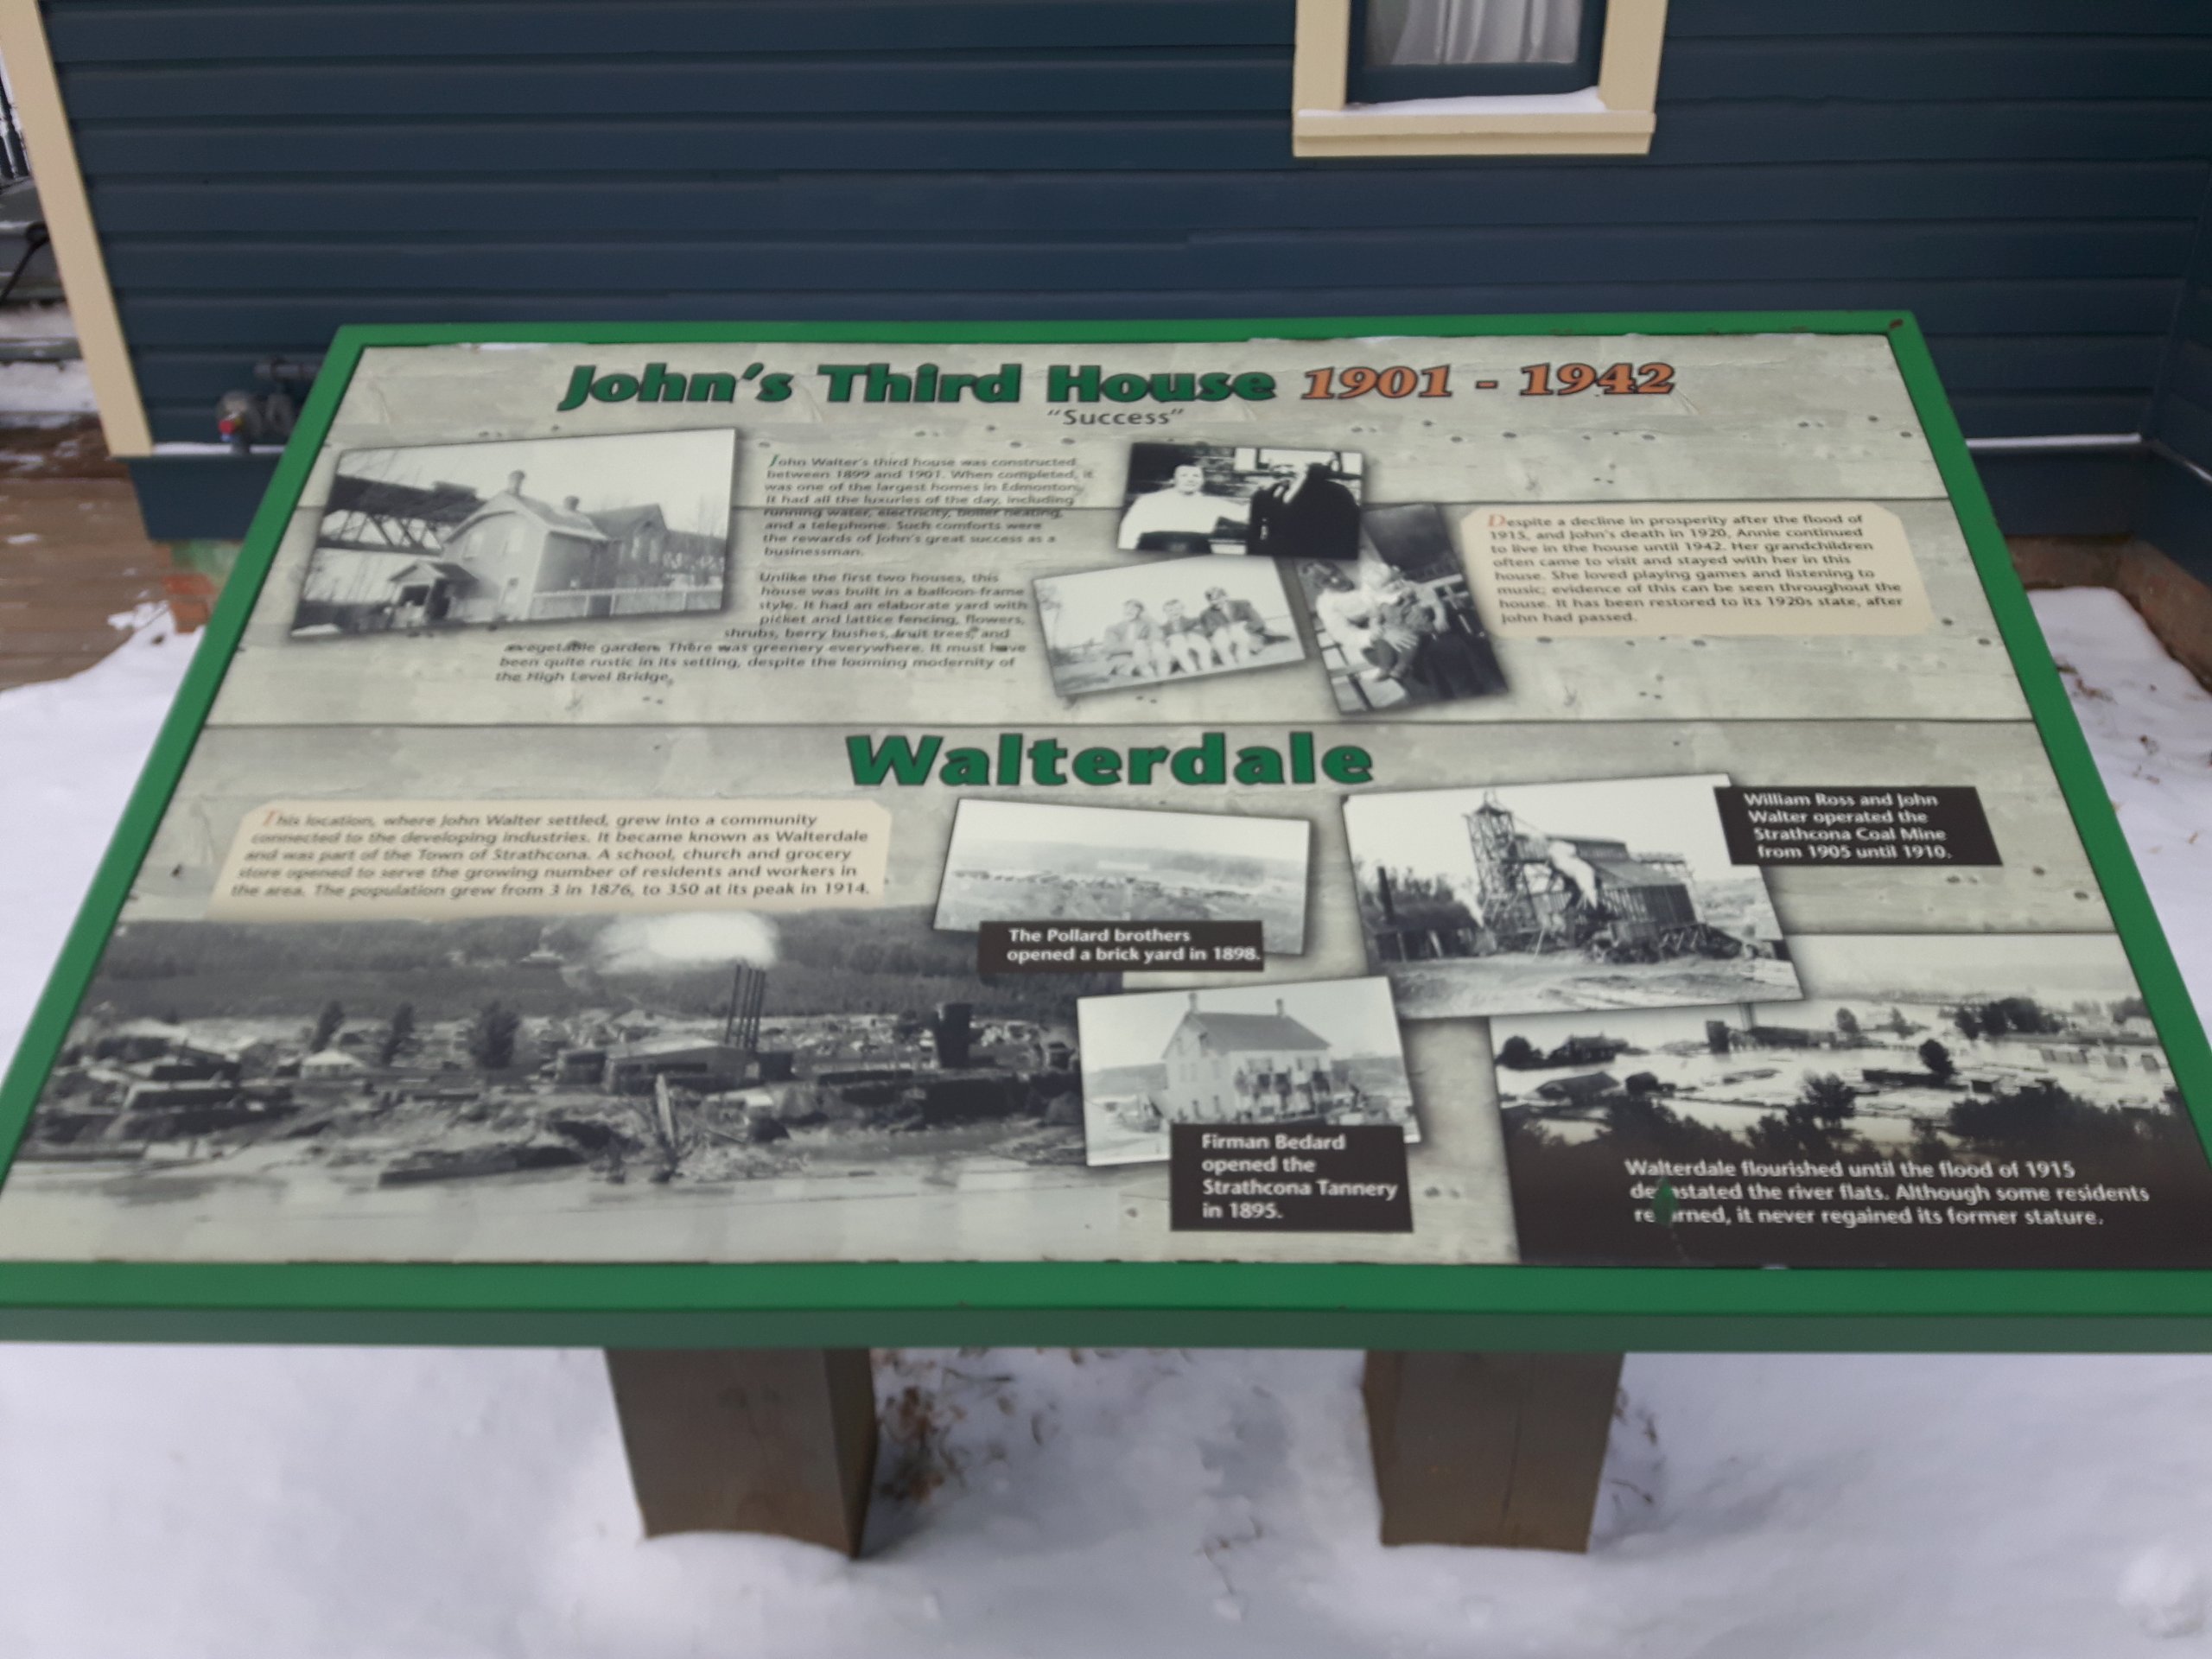 John's Third House 1901 - 1942
"Success"
John Walter's third house was constructed
between 1899 and 1901. When completed, it
was one of the largest homes in Edmonton.
It had all the luxuries of the day, including
running water, electricity, boiler heating,
and a telephone. Such comforts were
the rewards of John's great success as a
businessman.
Unlike the first two houses, this
house was built in a balloon-frame
style. It had an elaborate yard with
picket and lattice fencing, flowers,
shrubs, berry bushes, fruit trees, and
a vegetable garden. There was greenery everywhere. It must have
been quite rustic in its setting, despite the looming modernity of
the High Level Bridge.
Despite a decline in prosperity after the flood of
1915, and John's death in 1920, Annie continued
to live in the house until 1942. Her grandchildren
often came to visit and stayed with her in this
house. She loved playing games and listening to
music; evidence of this can be seen throughout the
house. It has been restored to its 1920s state, after
John had passed.
Walterdale
This location, where John Walter settled, grew into a community
connected to the developing industries. It became known as Walterdale
and was part of the Town of Strathcona. A school, church and grocery
store opened to serve the growing number of residents and workers in
the area. The population grew from 3 in 1876, to 350 at its peak in 1914.
The Pollard brothers
opened a brick yard in 1898.
William Ross and John
Walter operated the
Strathcona Coal Mine
from 1905 until 1910.
Firman Bedard
opened the
Strathcona Tannery
in 1895.
Walterdale flourished until the flood of 1915
devastated the river flats. Although some residents
returned, it never regained its former stature.